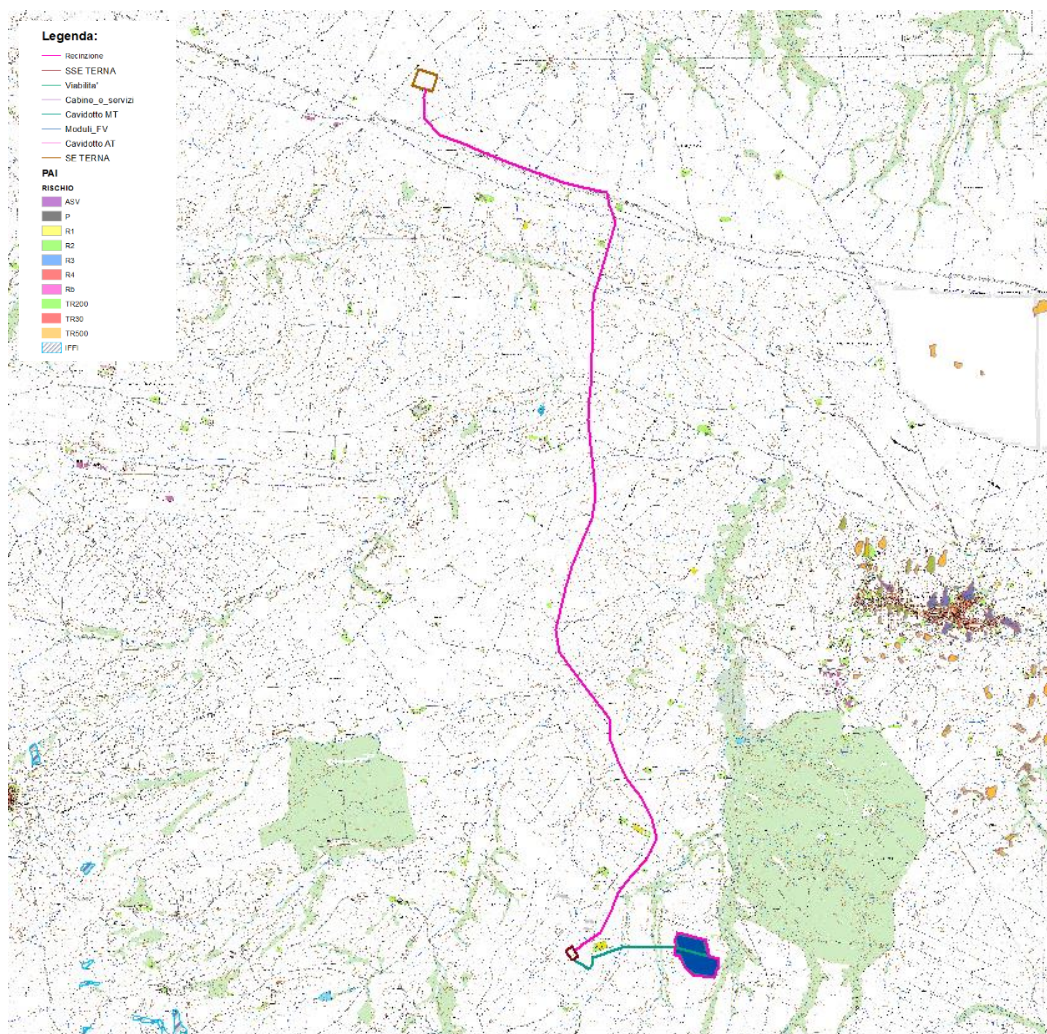 Legenda:
Recinzione
SSE TERNA
Viabilita'
Cabine_e_servizi
Cavidotto MT
Moduli_FV
Cavidotto AT
SE TERNA
PAI
RISCHIO
ASV
P
R1
R2
R3
R4
R5
TR200
TR30
TR500
IFFI